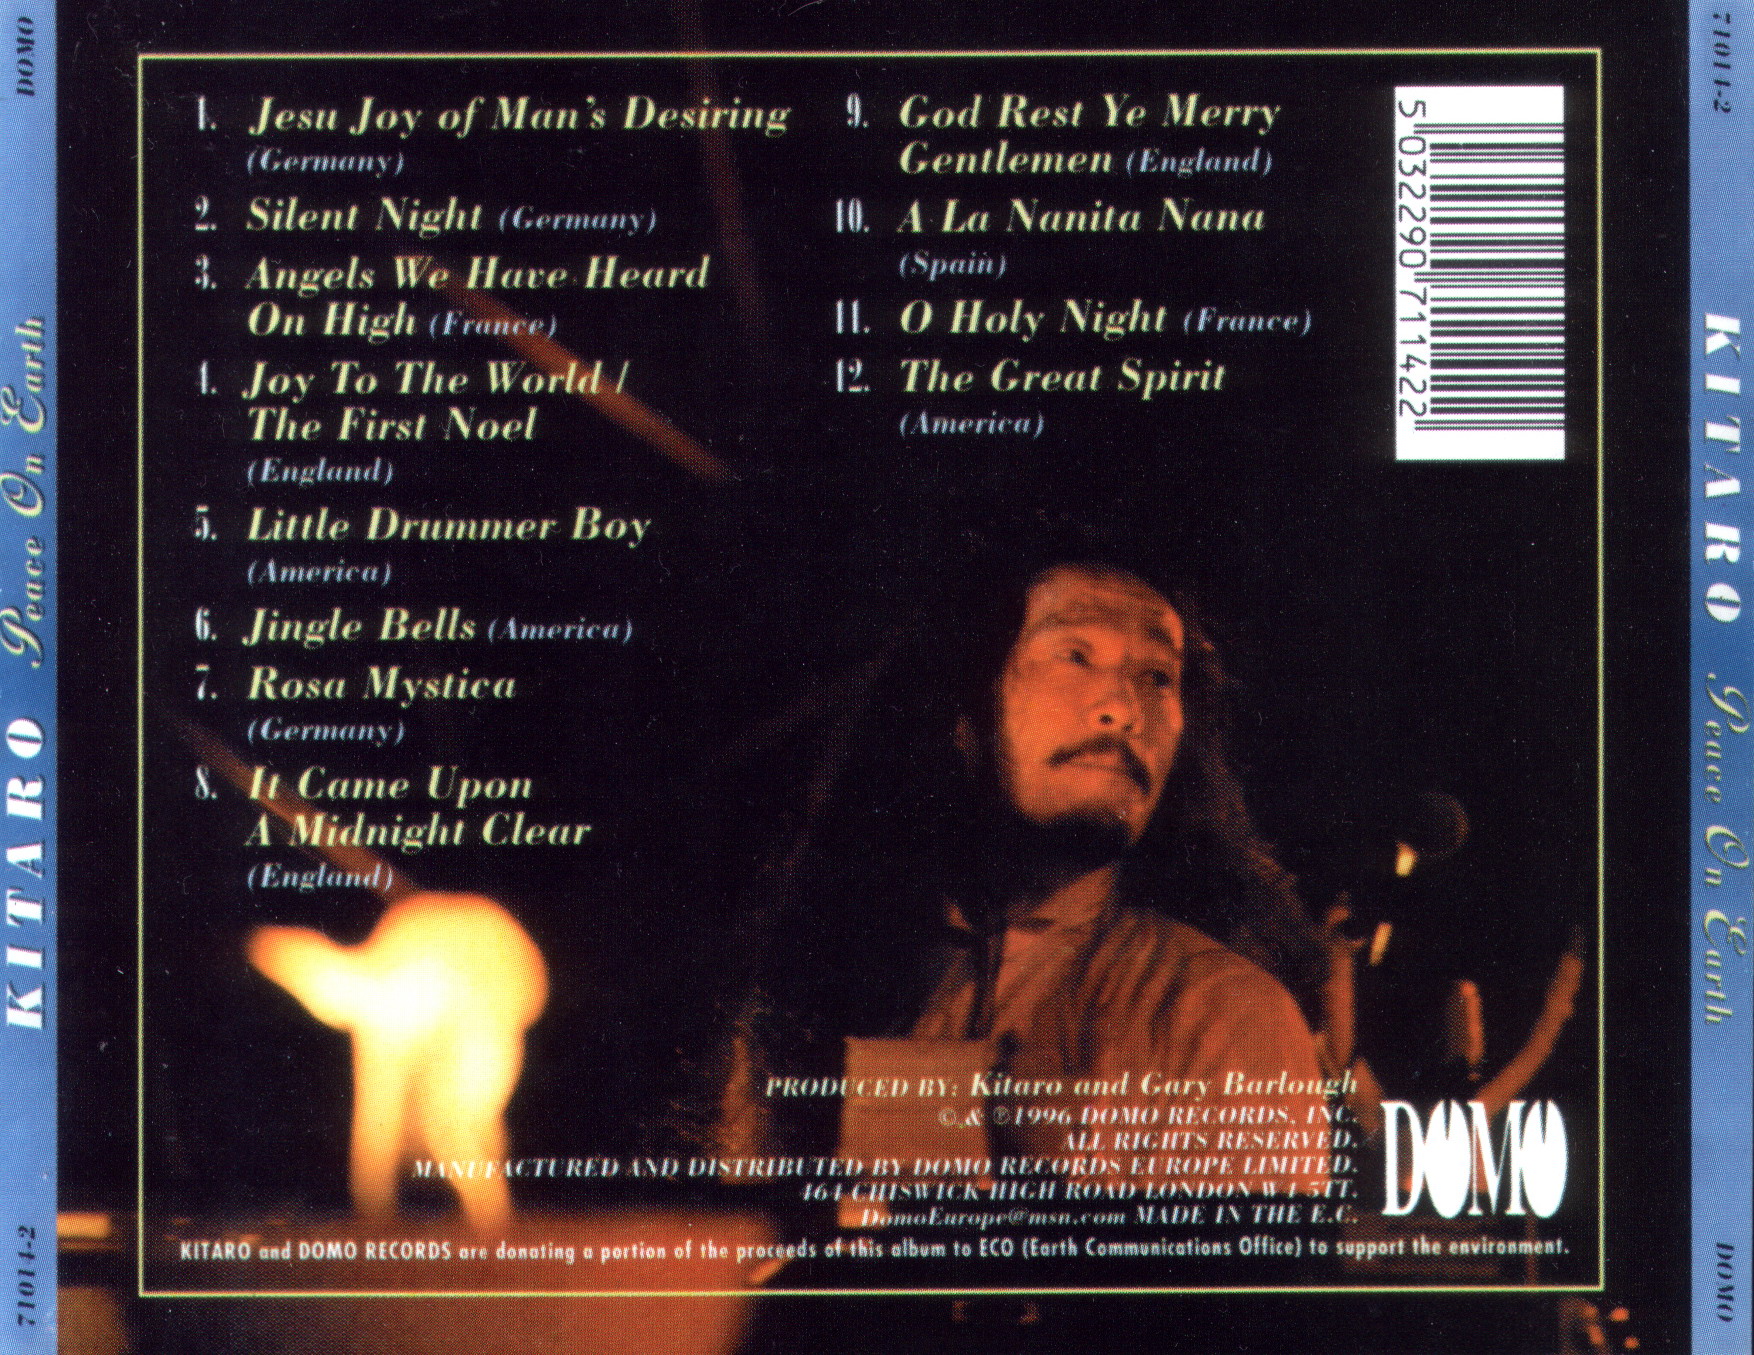 DOMO
KITARO Peace On Earth
71014-2
1. Jesu Joy of Man's Desiring
(Germany)
2. Silent Night (Germany)
3. Angels We Have Heard
On High (France)
4. Joy To The World /
The First Noel
(England)
5. Little Drummer Boy
(America)
6. Jingle Bells (America)
7. Rosa Mystica
(Germany)
8. It Came Upon
A Midnight Clear
(England)
9. God Rest Ye Merry
Gentlemen (England)
10. A La Nanita Nana
(Spain)
11. O Holy Night (France)
12. The Great Spirit
(America)
5 032290 711422
PRODUCED BY: Kitaro and Gary Barlough
© & ℗ 1996 DOMO RECORDS, INC.
ALL RIGHTS RESERVED.
MANUFACTURED AND DISTRIBUTED BY DOMO RECORDS EUROPE LIMITED.
464 CHISWICK HIGH ROAD LONDON W4 5TT.
DomoEurope@msn.com MADE IN THE E.C.
DOMO
KITARO and DOMO RECORDS are donating a portion of the proceeds of this album to ECO (Earth Communications Office) to support the environment.
71014-2
KITARO Peace On Earth
DOMO